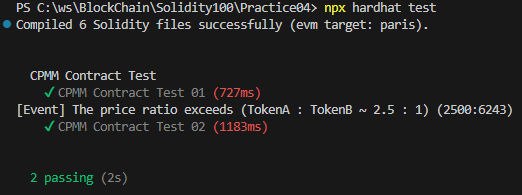 PS C:\ws\BlockChain\Solidity100\Practice04> npx hardhat test
Compiled 6 Solidity files successfully (evm target: paris).
CPMM Contract Test
✔ CPMM Contract Test 01 (727ms)
[Event] The price ratio exceeds (TokenA : TokenB ~ 2.5 : 1) (2500:6243)
✔ CPMM Contract Test 02 (1183ms)
2 passing (2s)